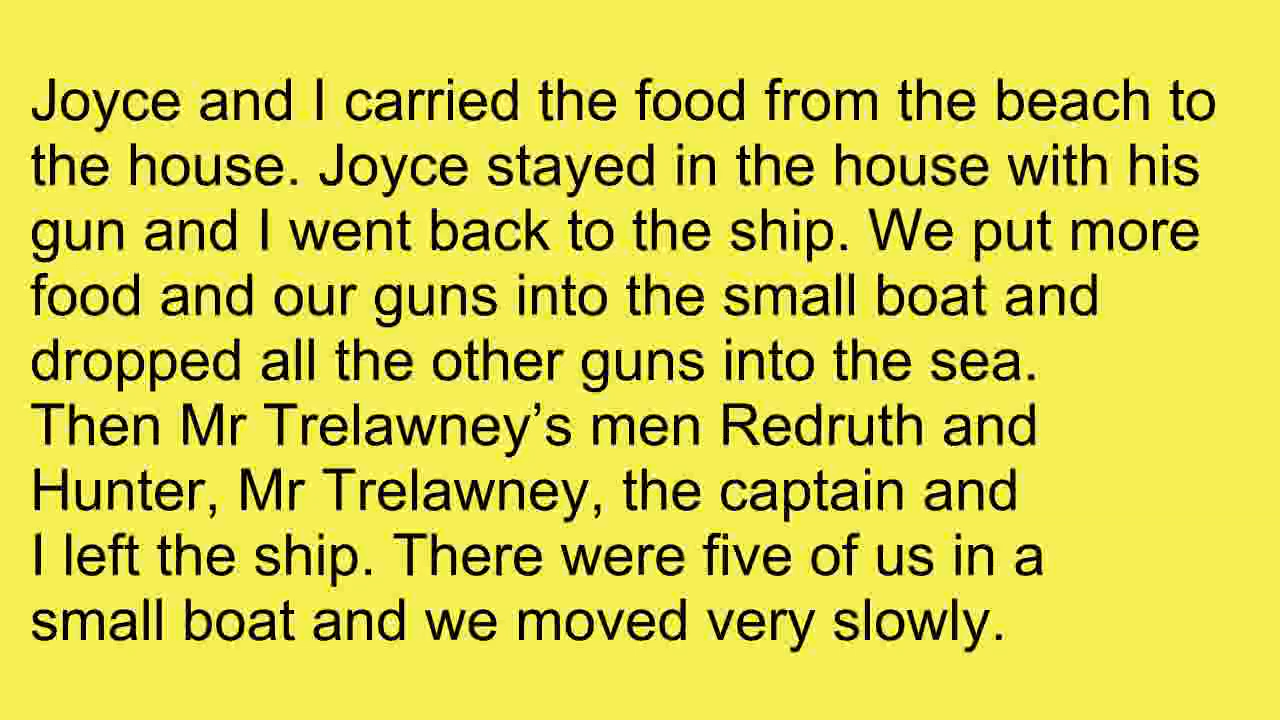 Joyce and I carried the food from the beach to
the house. Joyce stayed in the house with his
gun and I went back to the ship. We put more
food and our guns into the small boat and
dropped all the other guns into the sea.
Then Mr Trelawney’s men Redruth and
Hunter, Mr Trelawney, the captain and
I left the ship. There were five of us in a
small boat and we moved very slowly.